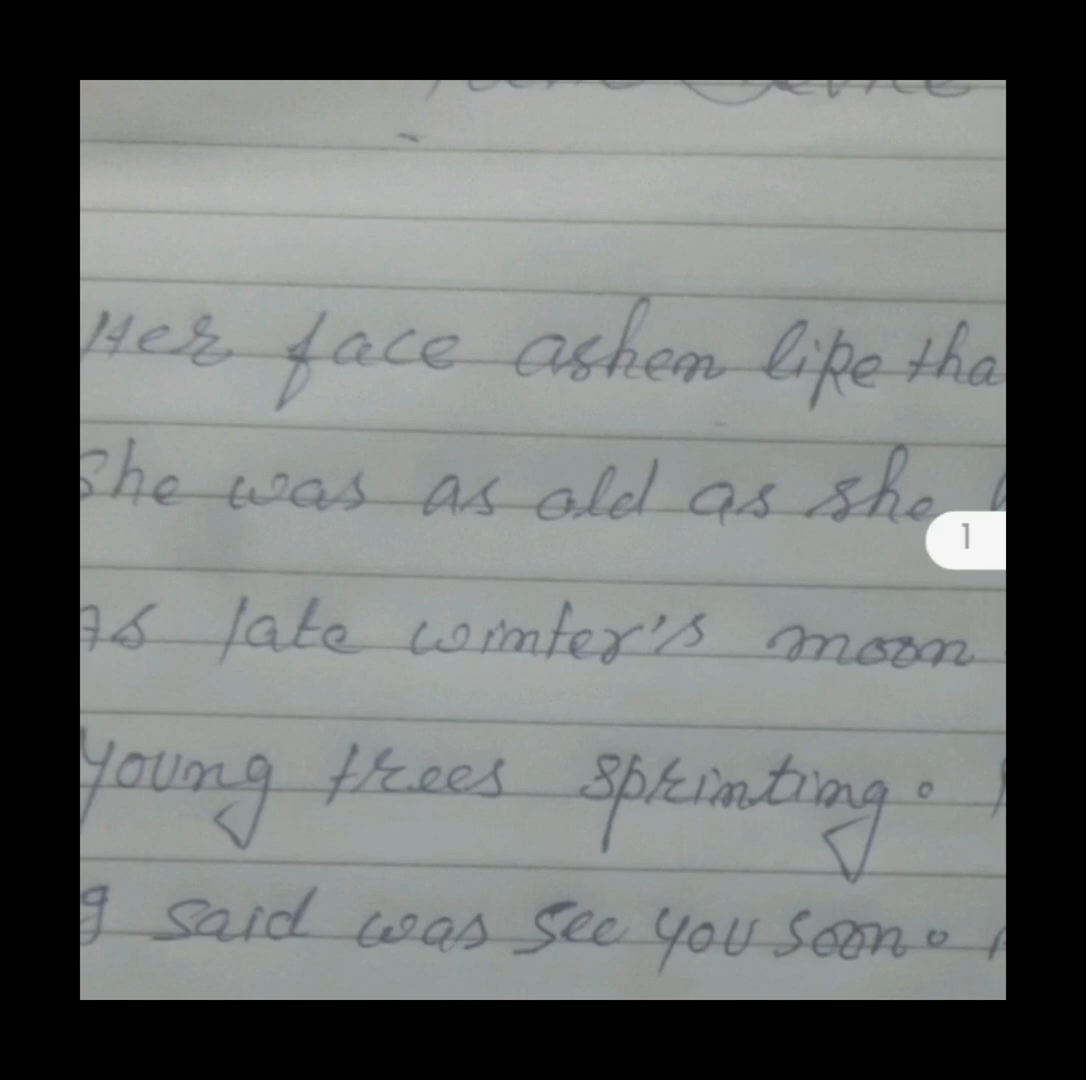 Her face ashen like tha
She was as old as she
1
As late winter's moon
young trees sprinting.
g said was see you soon.